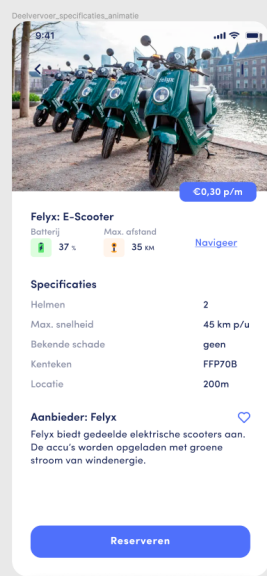 Deelvervoer_specificaties_animatie
9:41
felyx
€0,30 p/m
Felyx: E-Scooter
Batterij Max. afstand
37 % 35 KM Navigeer
Specificaties
Helmen 2
Max. snelheid 45 km p/u
Bekende schade geen
Kenteken FFP70B
Locatie 200m
Aanbieder: Felyx
Felyx biedt gedeelde elektrische scooters aan.
De accu's worden opgeladen met groene
stroom van windenergie.
Reserveren